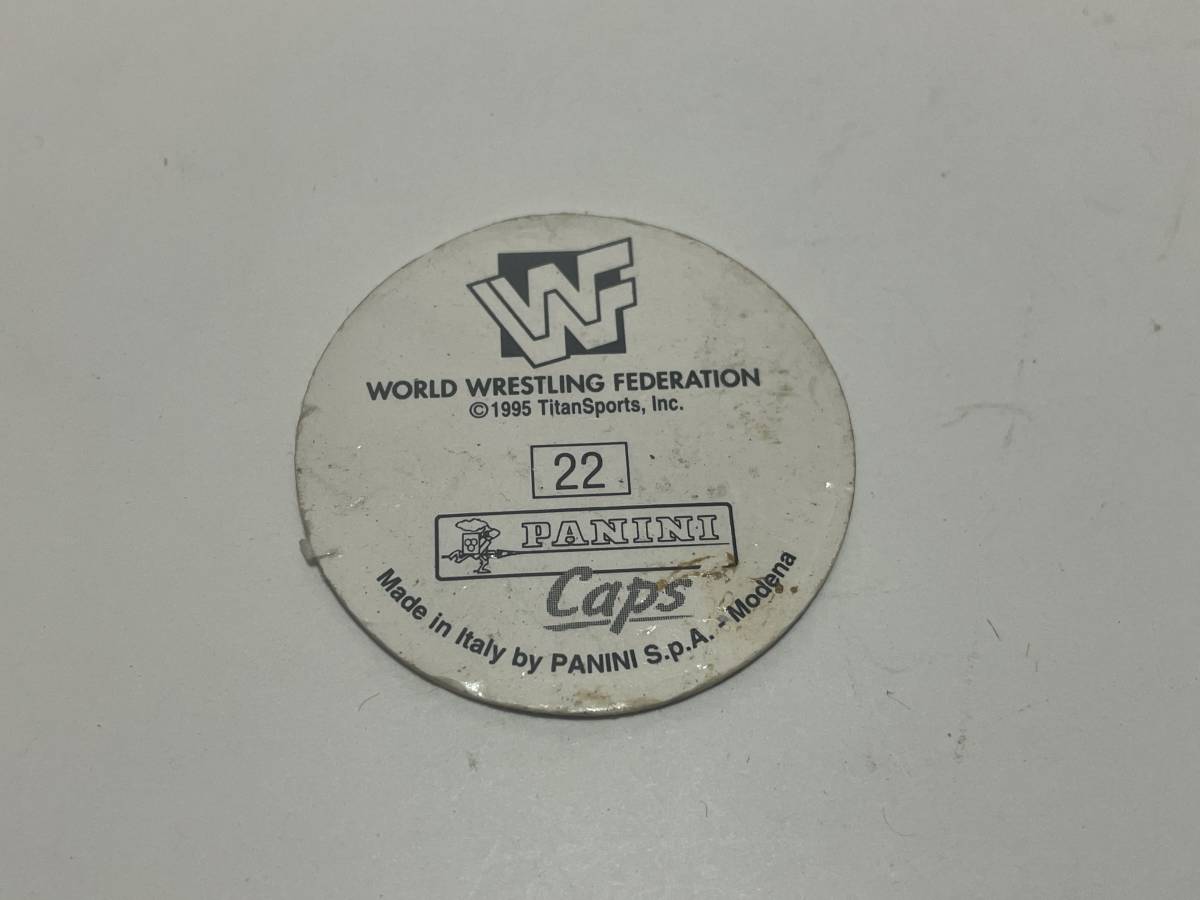 WF
WORLD WRESTLING FEDERATION
©1995 TitanSports, Inc.
22
PANINI
Caps
Made in Italy by PANINI S.p.A. - Modena